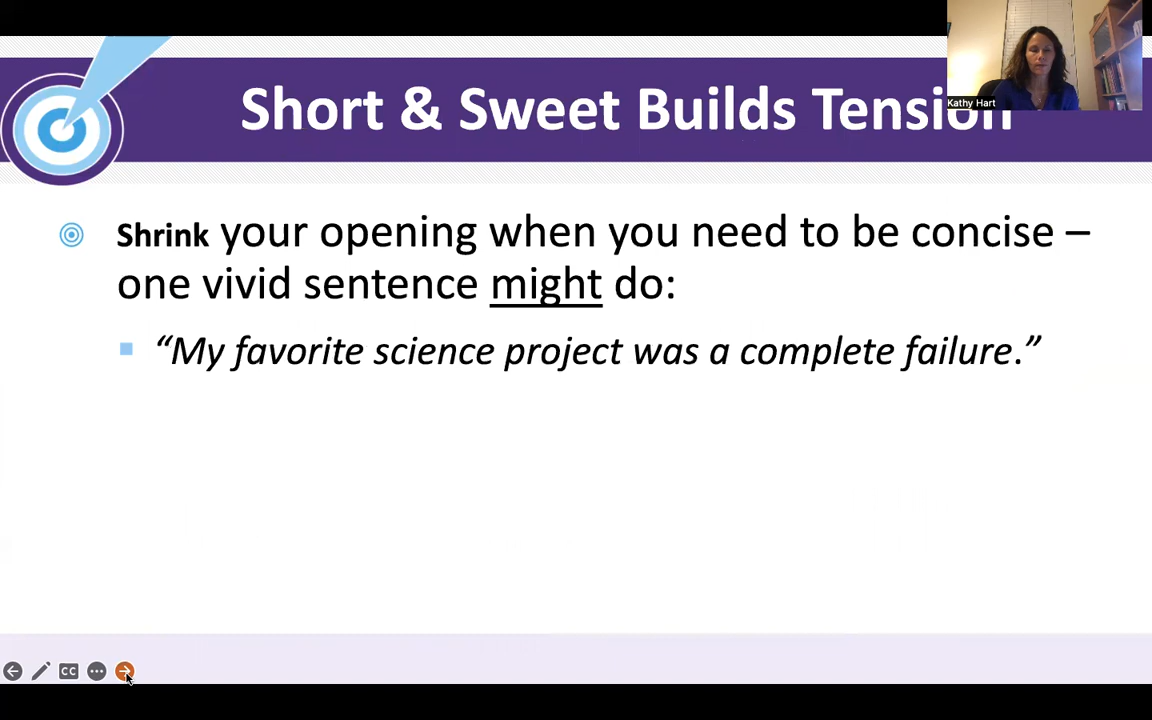 Short & Sweet Builds Tension
Kathy Hart
Shrink your opening when you need to be concise –
one vivid sentence might do:
“My favorite science project was a complete failure.”
CC